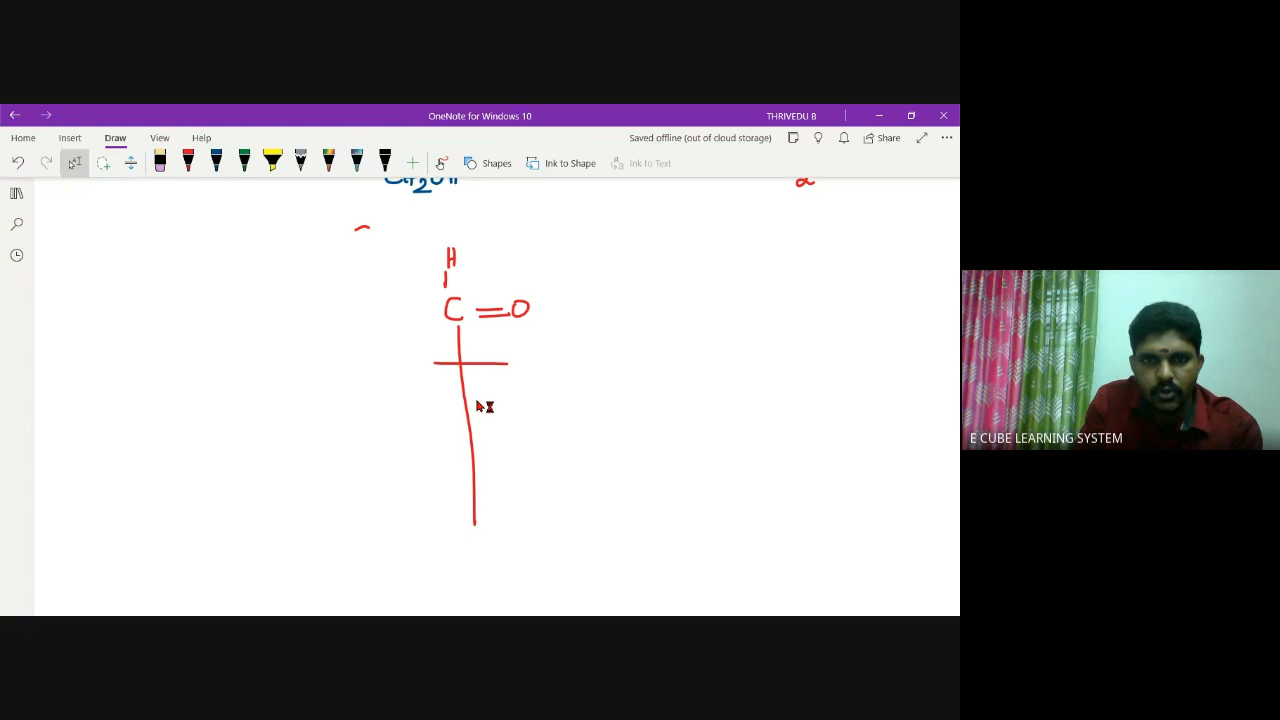 OneNote for Windows 10
THRIVEDU B
Home Insert Draw View Help
Saved offline (out of cloud storage)
Share
Shapes
Ink to Shape
Ink to Text
CH2OH
H
C=O
E CUBE LEARNING SYSTEM